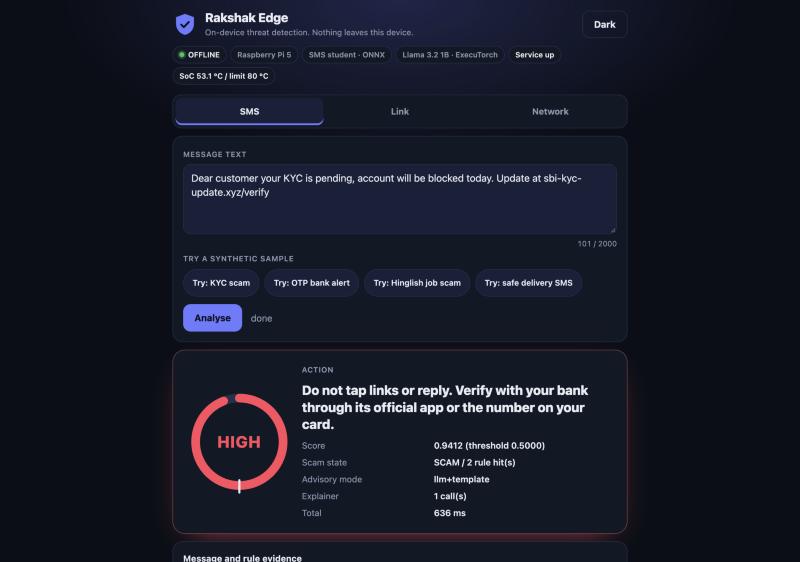 Rakshak Edge
On-device threat detection. Nothing leaves this device.
Dark
OFFLINE
Raspberry Pi 5
SMS student · ONNX
Llama 3.2 1B · ExecuTorch
Service up
SoC 53.1 °C / limit 80 °C
SMS
Link
Network
MESSAGE TEXT
Dear customer your KYC is pending, account will be blocked today. Update at sbi-kyc-
update.xyz/verify
101 / 2000
TRY A SYNTHETIC SAMPLE
Try: KYC scam
Try: OTP bank alert
Try: Hinglish job scam
Try: safe delivery SMS
Analyse
done
HIGH
ACTION
Do not tap links or reply. Verify with your bank
through its official app or the number on your
card.
Score 0.9412 (threshold 0.5000)
Scam state SCAM / 2 rule hit(s)
Advisory mode llm+template
Explainer 1 call(s)
Total 636 ms
Message and rule evidence